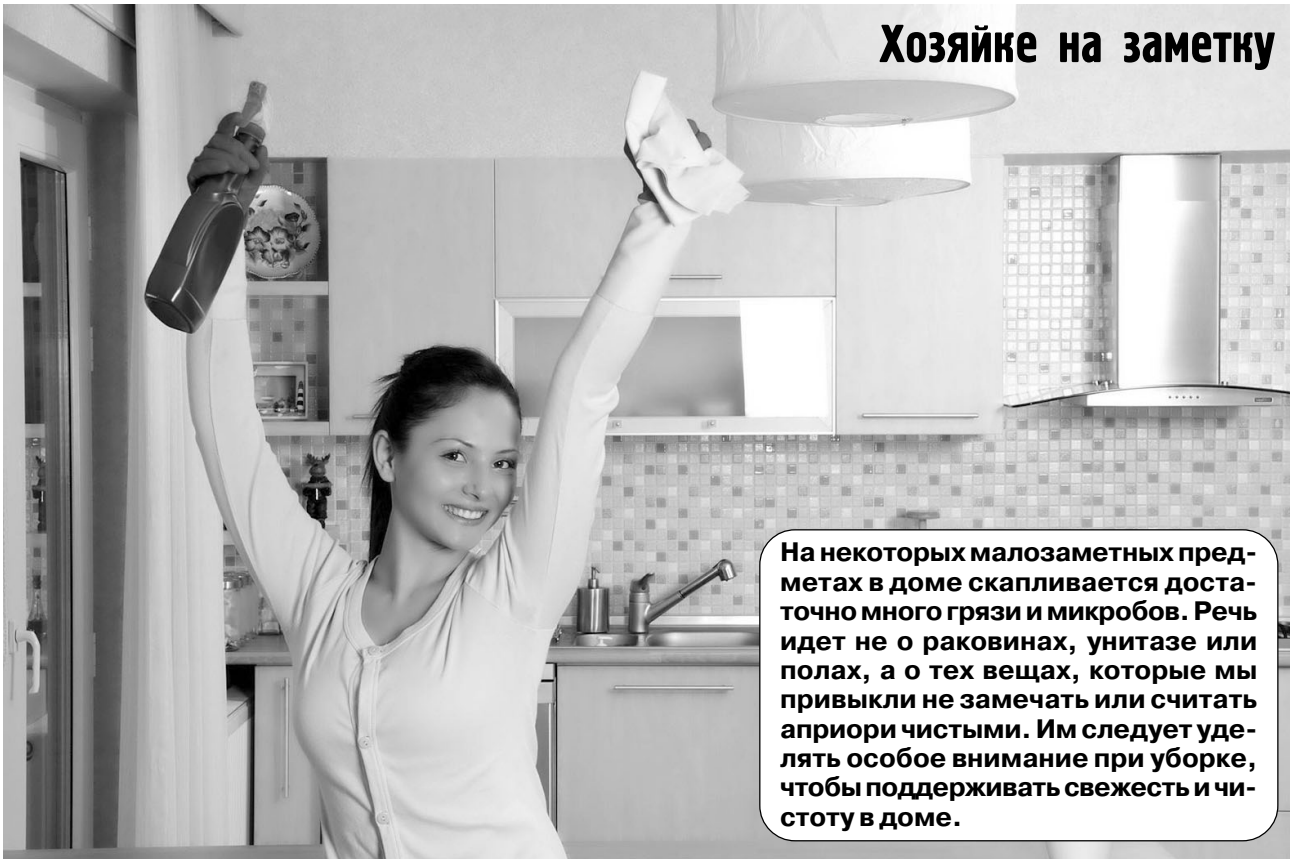 Хозяйке на заметку
На некоторых малозаметных пред-
метах в доме скапливается доста-
точно много грязи и микробов. Речь
идет не о раковинах, унитазе или
полах, а о тех вещах, которые мы
привыкли не замечать или считать
априори чистыми. Им следует уде-
лять особое внимание при уборке,
чтобы поддерживать свежесть и чи-
стоту в доме.